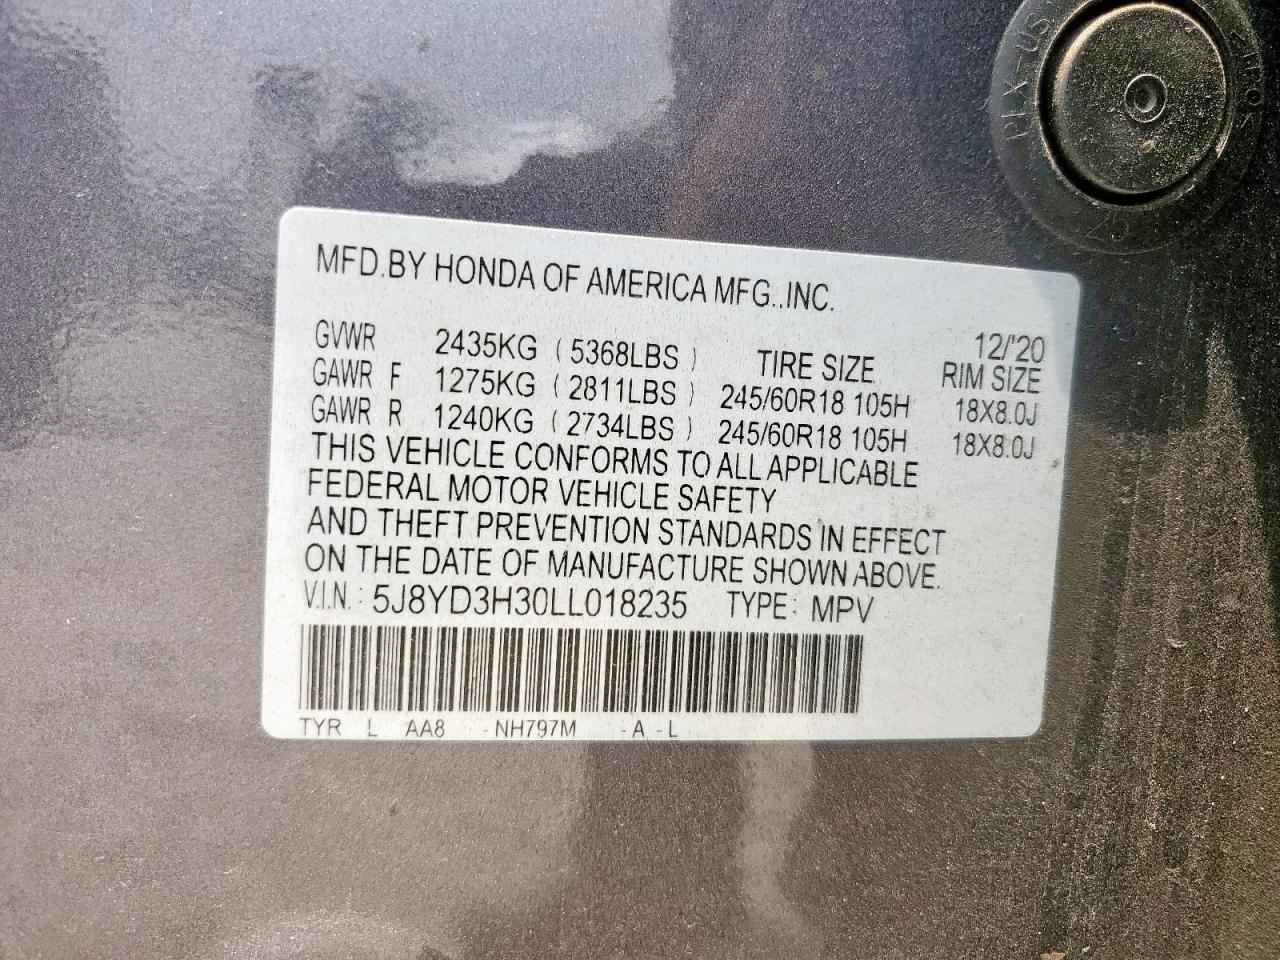 MFD.BY HONDA OF AMERICA MFG.,INC.
12/'20
GVWR 2435KG ( 5368LBS ) TIRE SIZE RIM SIZE
GAWR F 1275KG ( 2811LBS ) 245/60R18 105H 18X8.0J
GAWR R 1240KG ( 2734LBS ) 245/60R18 105H 18X8.0J
THIS VEHICLE CONFORMS TO ALL APPLICABLE
FEDERAL MOTOR VEHICLE SAFETY
AND THEFT PREVENTION STANDARDS IN EFFECT
ON THE DATE OF MANUFACTURE SHOWN ABOVE.
V.I.N.: 5J8YD3H30LL018235 TYPE: MPV
TYR L AA8 -NH797M -A -L